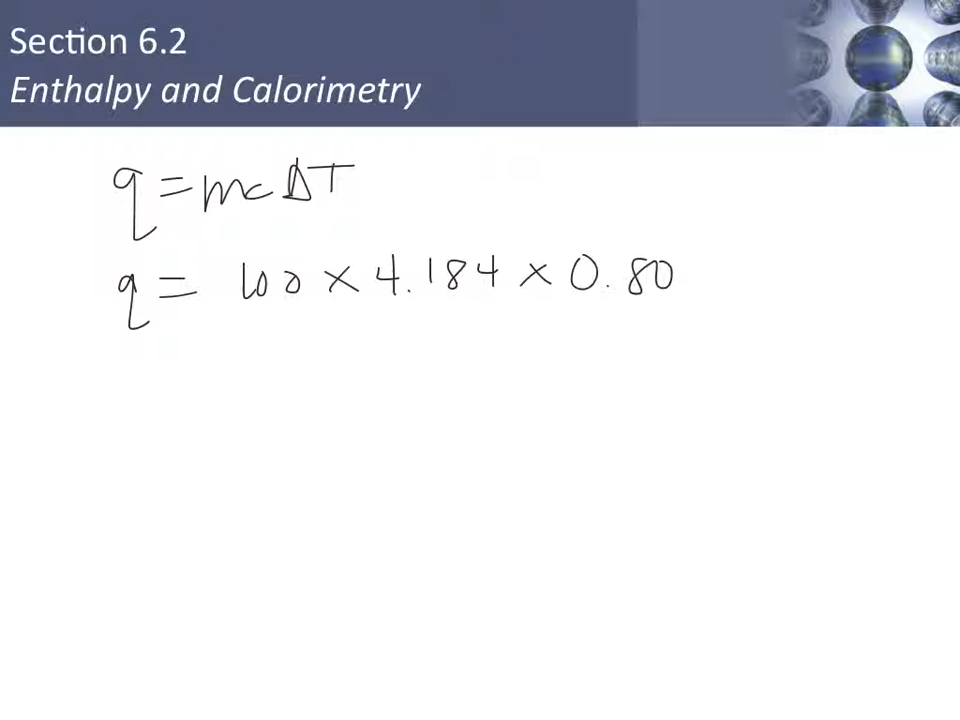 Section 6.2
Enthalpy and Calorimetry
q = mcΔT
q = 100 × 4.184 × 0.80